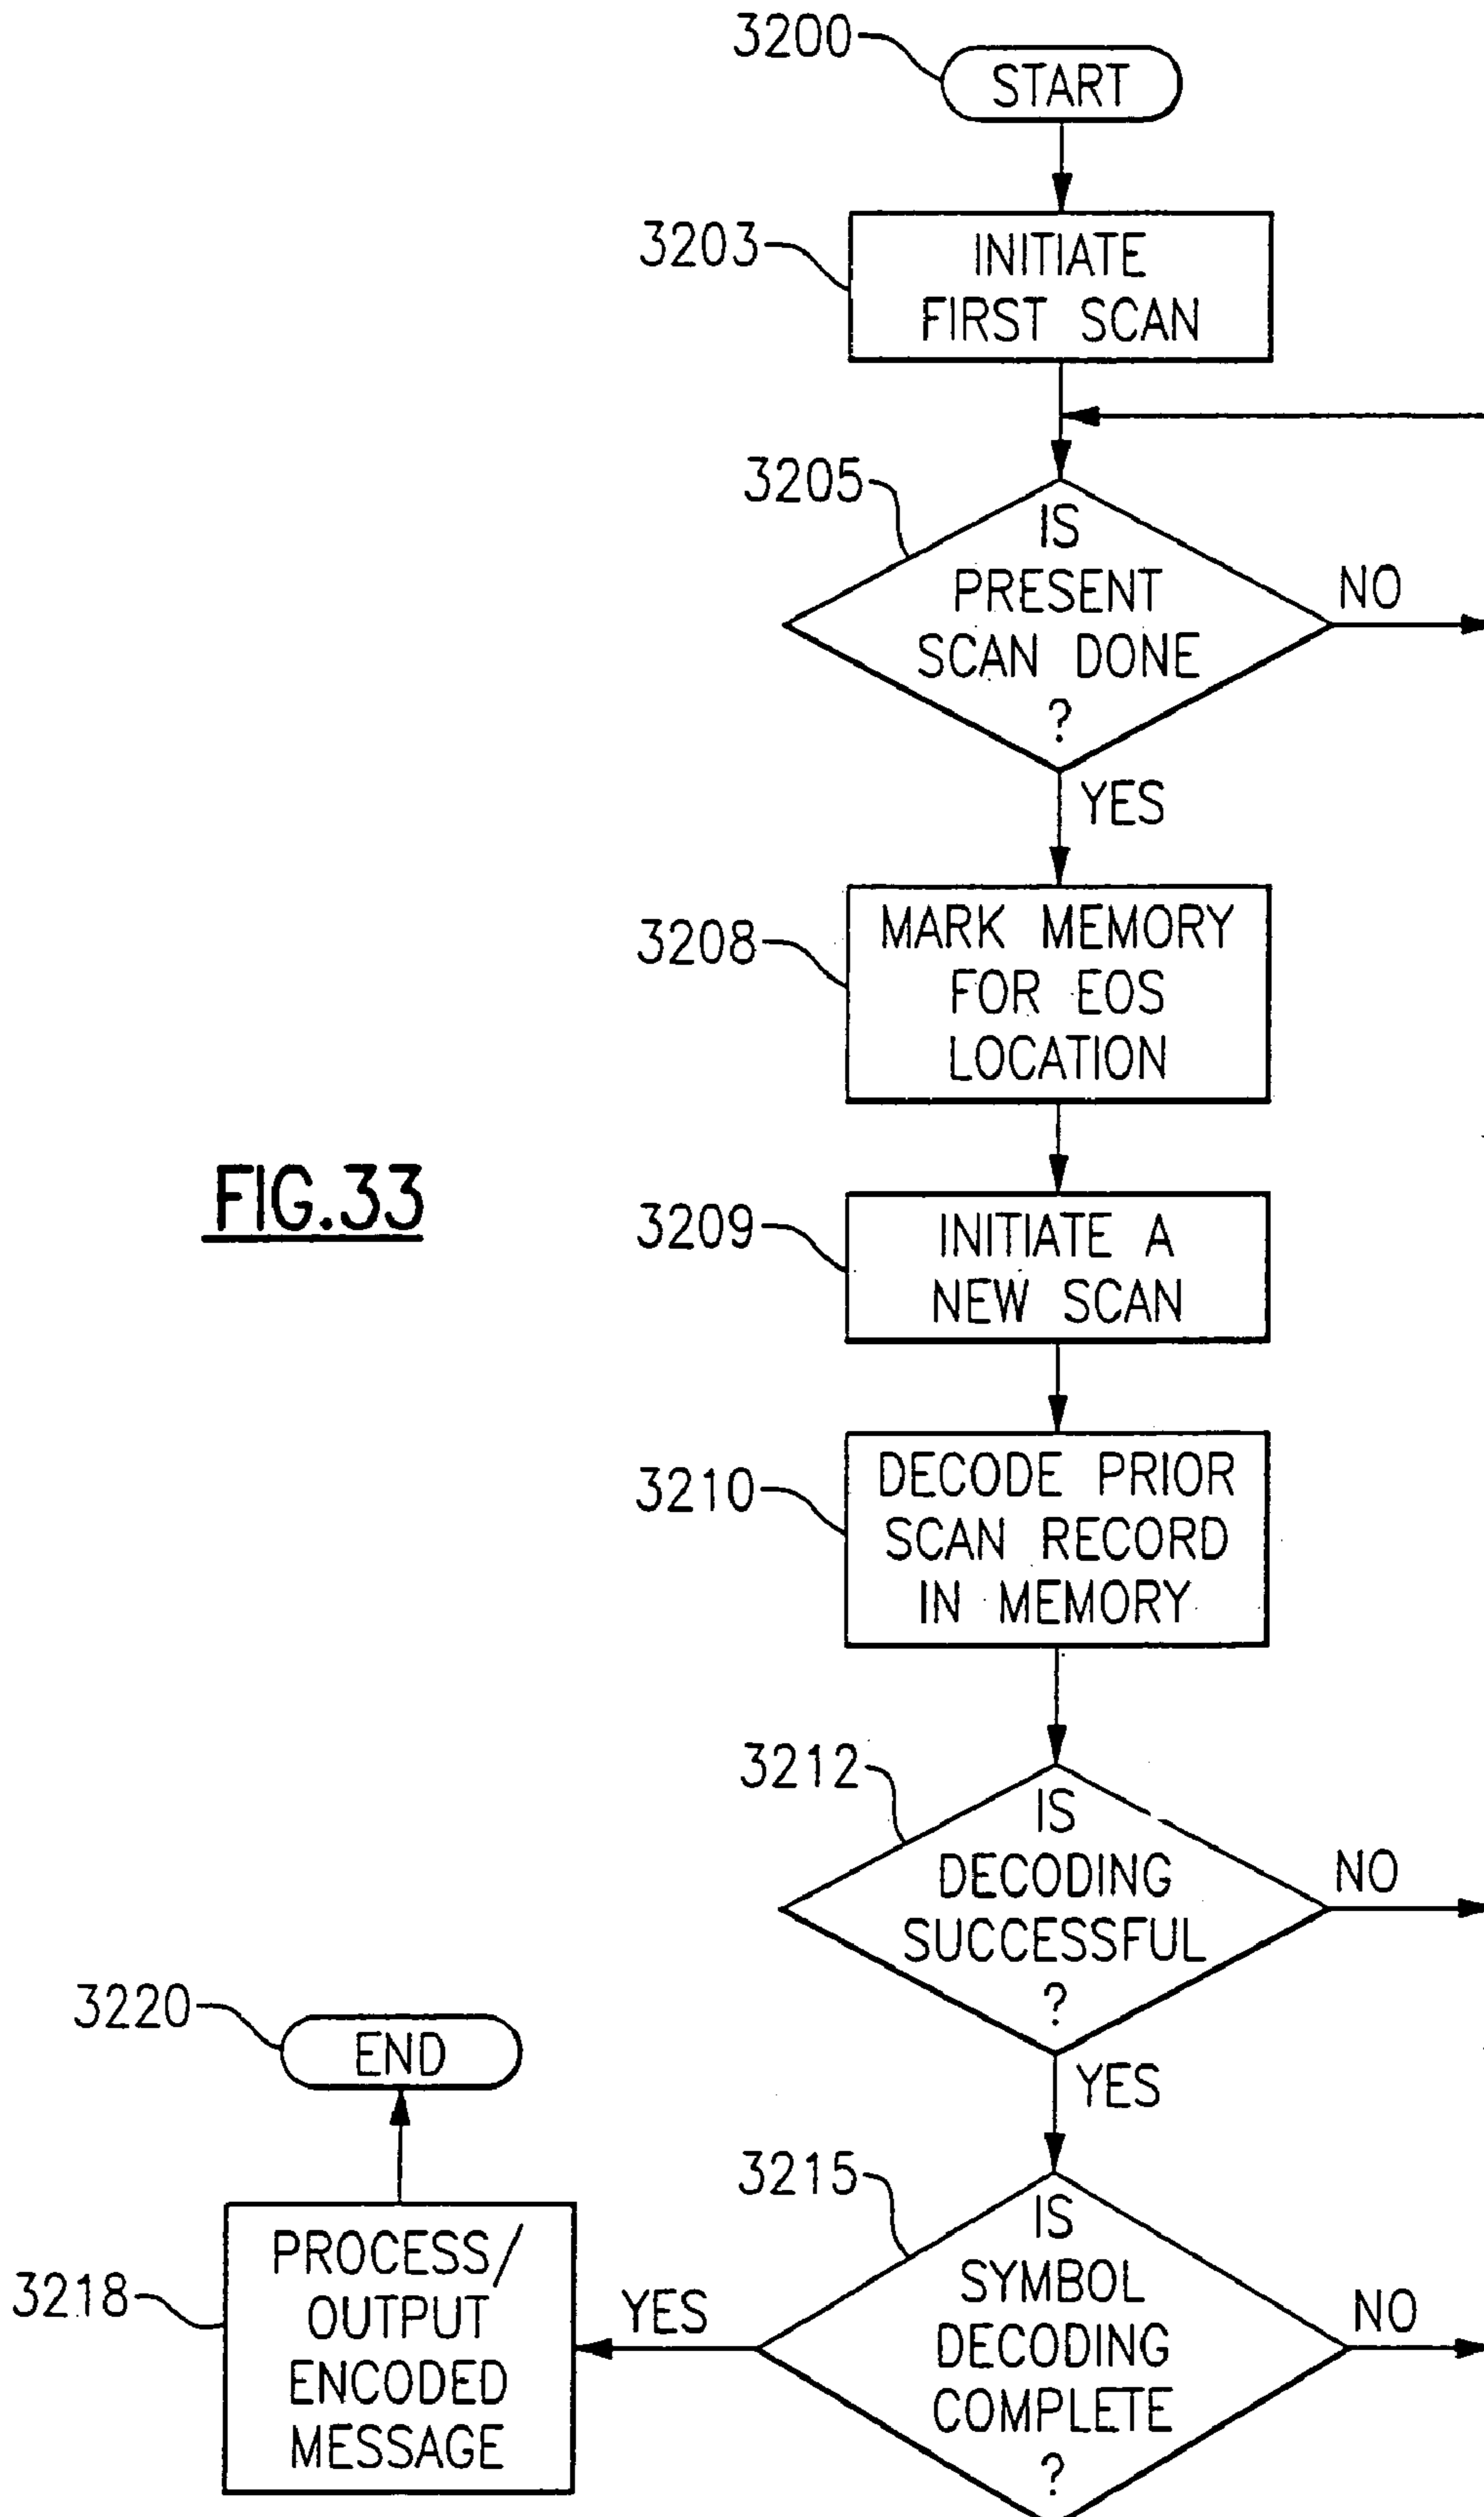 3200
START
3203
INITIATE
FIRST SCAN
3205
IS
PRESENT
SCAN DONE
?
NO
YES
3208
MARK MEMORY
FOR EOS
LOCATION
FIG.33
3209
INITIATE A
NEW SCAN
3210
DECODE PRIOR
SCAN RECORD
IN MEMORY
3212
IS
DECODING
SUCCESSFUL
?
NO
YES
3220
END
3215
IS
SYMBOL
DECODING
COMPLETE
?
YES
NO
3218
PROCESS/
OUTPUT
ENCODED
MESSAGE